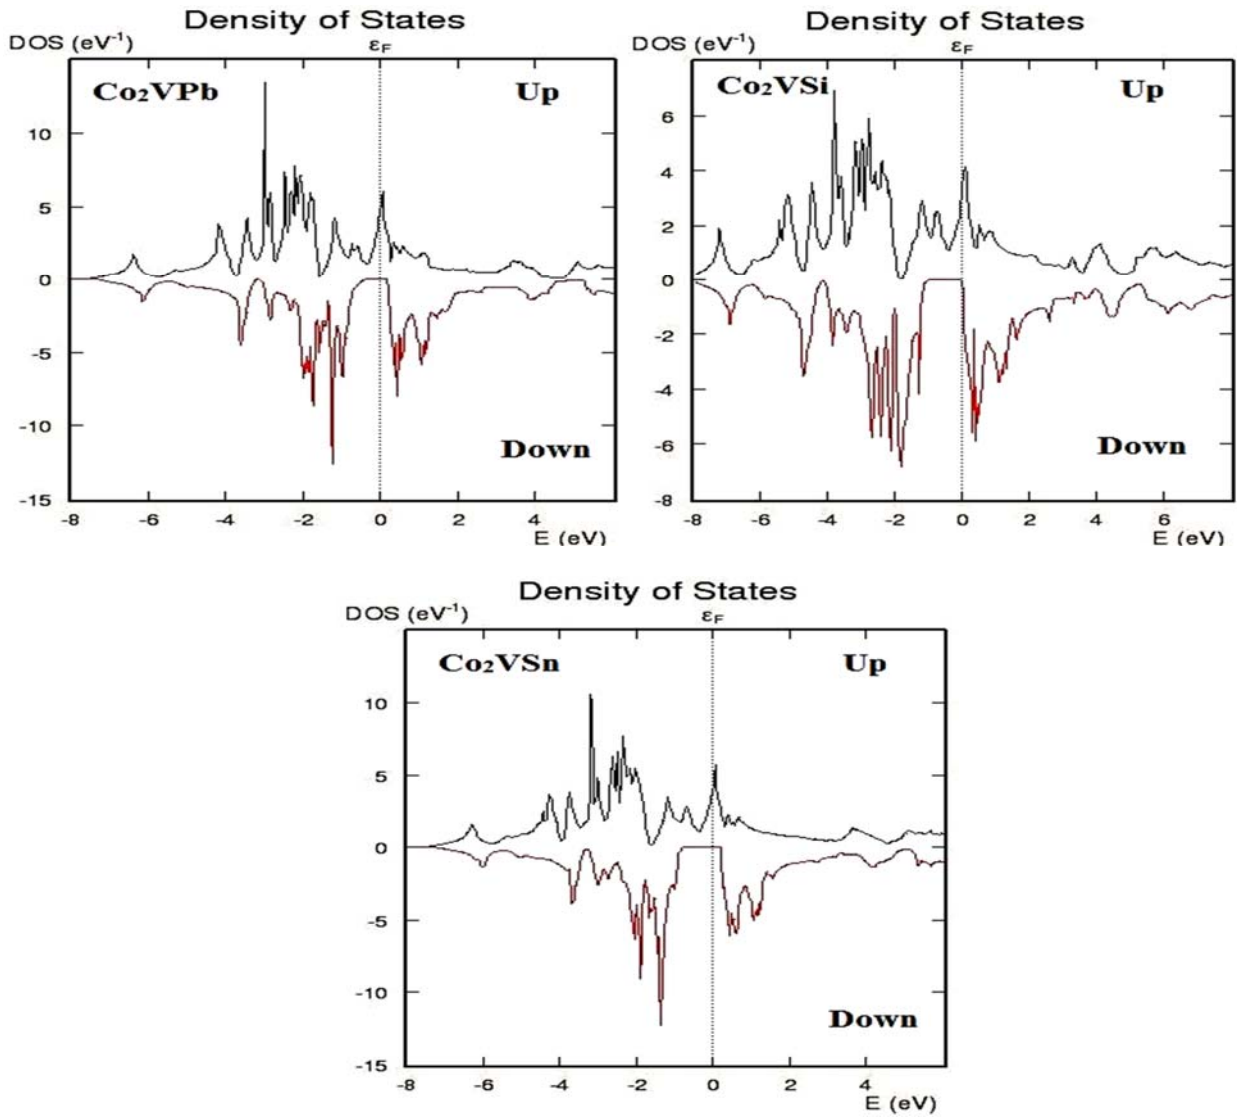 Density of States
DOS (eV⁻¹)
εF
Co₂VPb
Up
10
5
0
-5
-10
-15
Down
-8 -6 -4 -2 0 2 4
E (eV)
Density of States
DOS (eV⁻¹)
εF
Co₂VSi
Up
6
4
2
0
-2
-4
-6
-8
Down
-8 -6 -4 -2 0 2 4 6
E (eV)
Density of States
DOS (eV⁻¹)
εF
Co₂VSn
Up
10
5
0
-5
-10
-15
Down
-8 -6 -4 -2 0 2 4
E (eV)